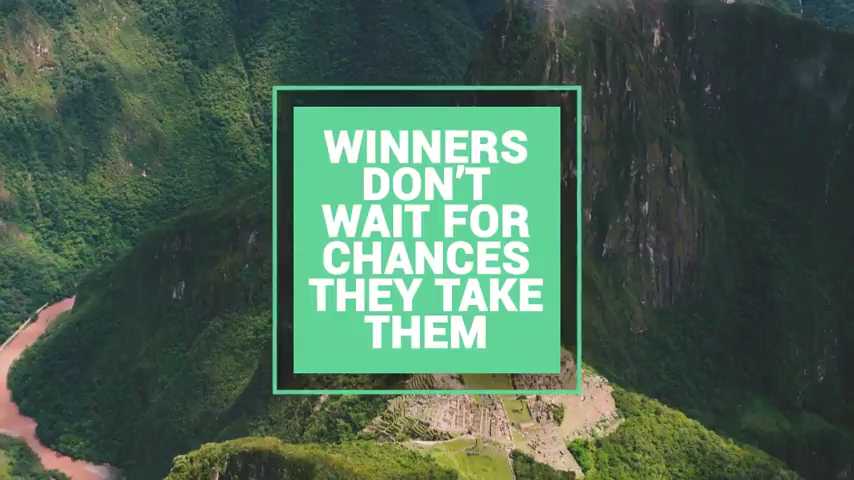 WINNERS
DON'T
WAIT FOR
CHANCES
THEY TAKE
THEM